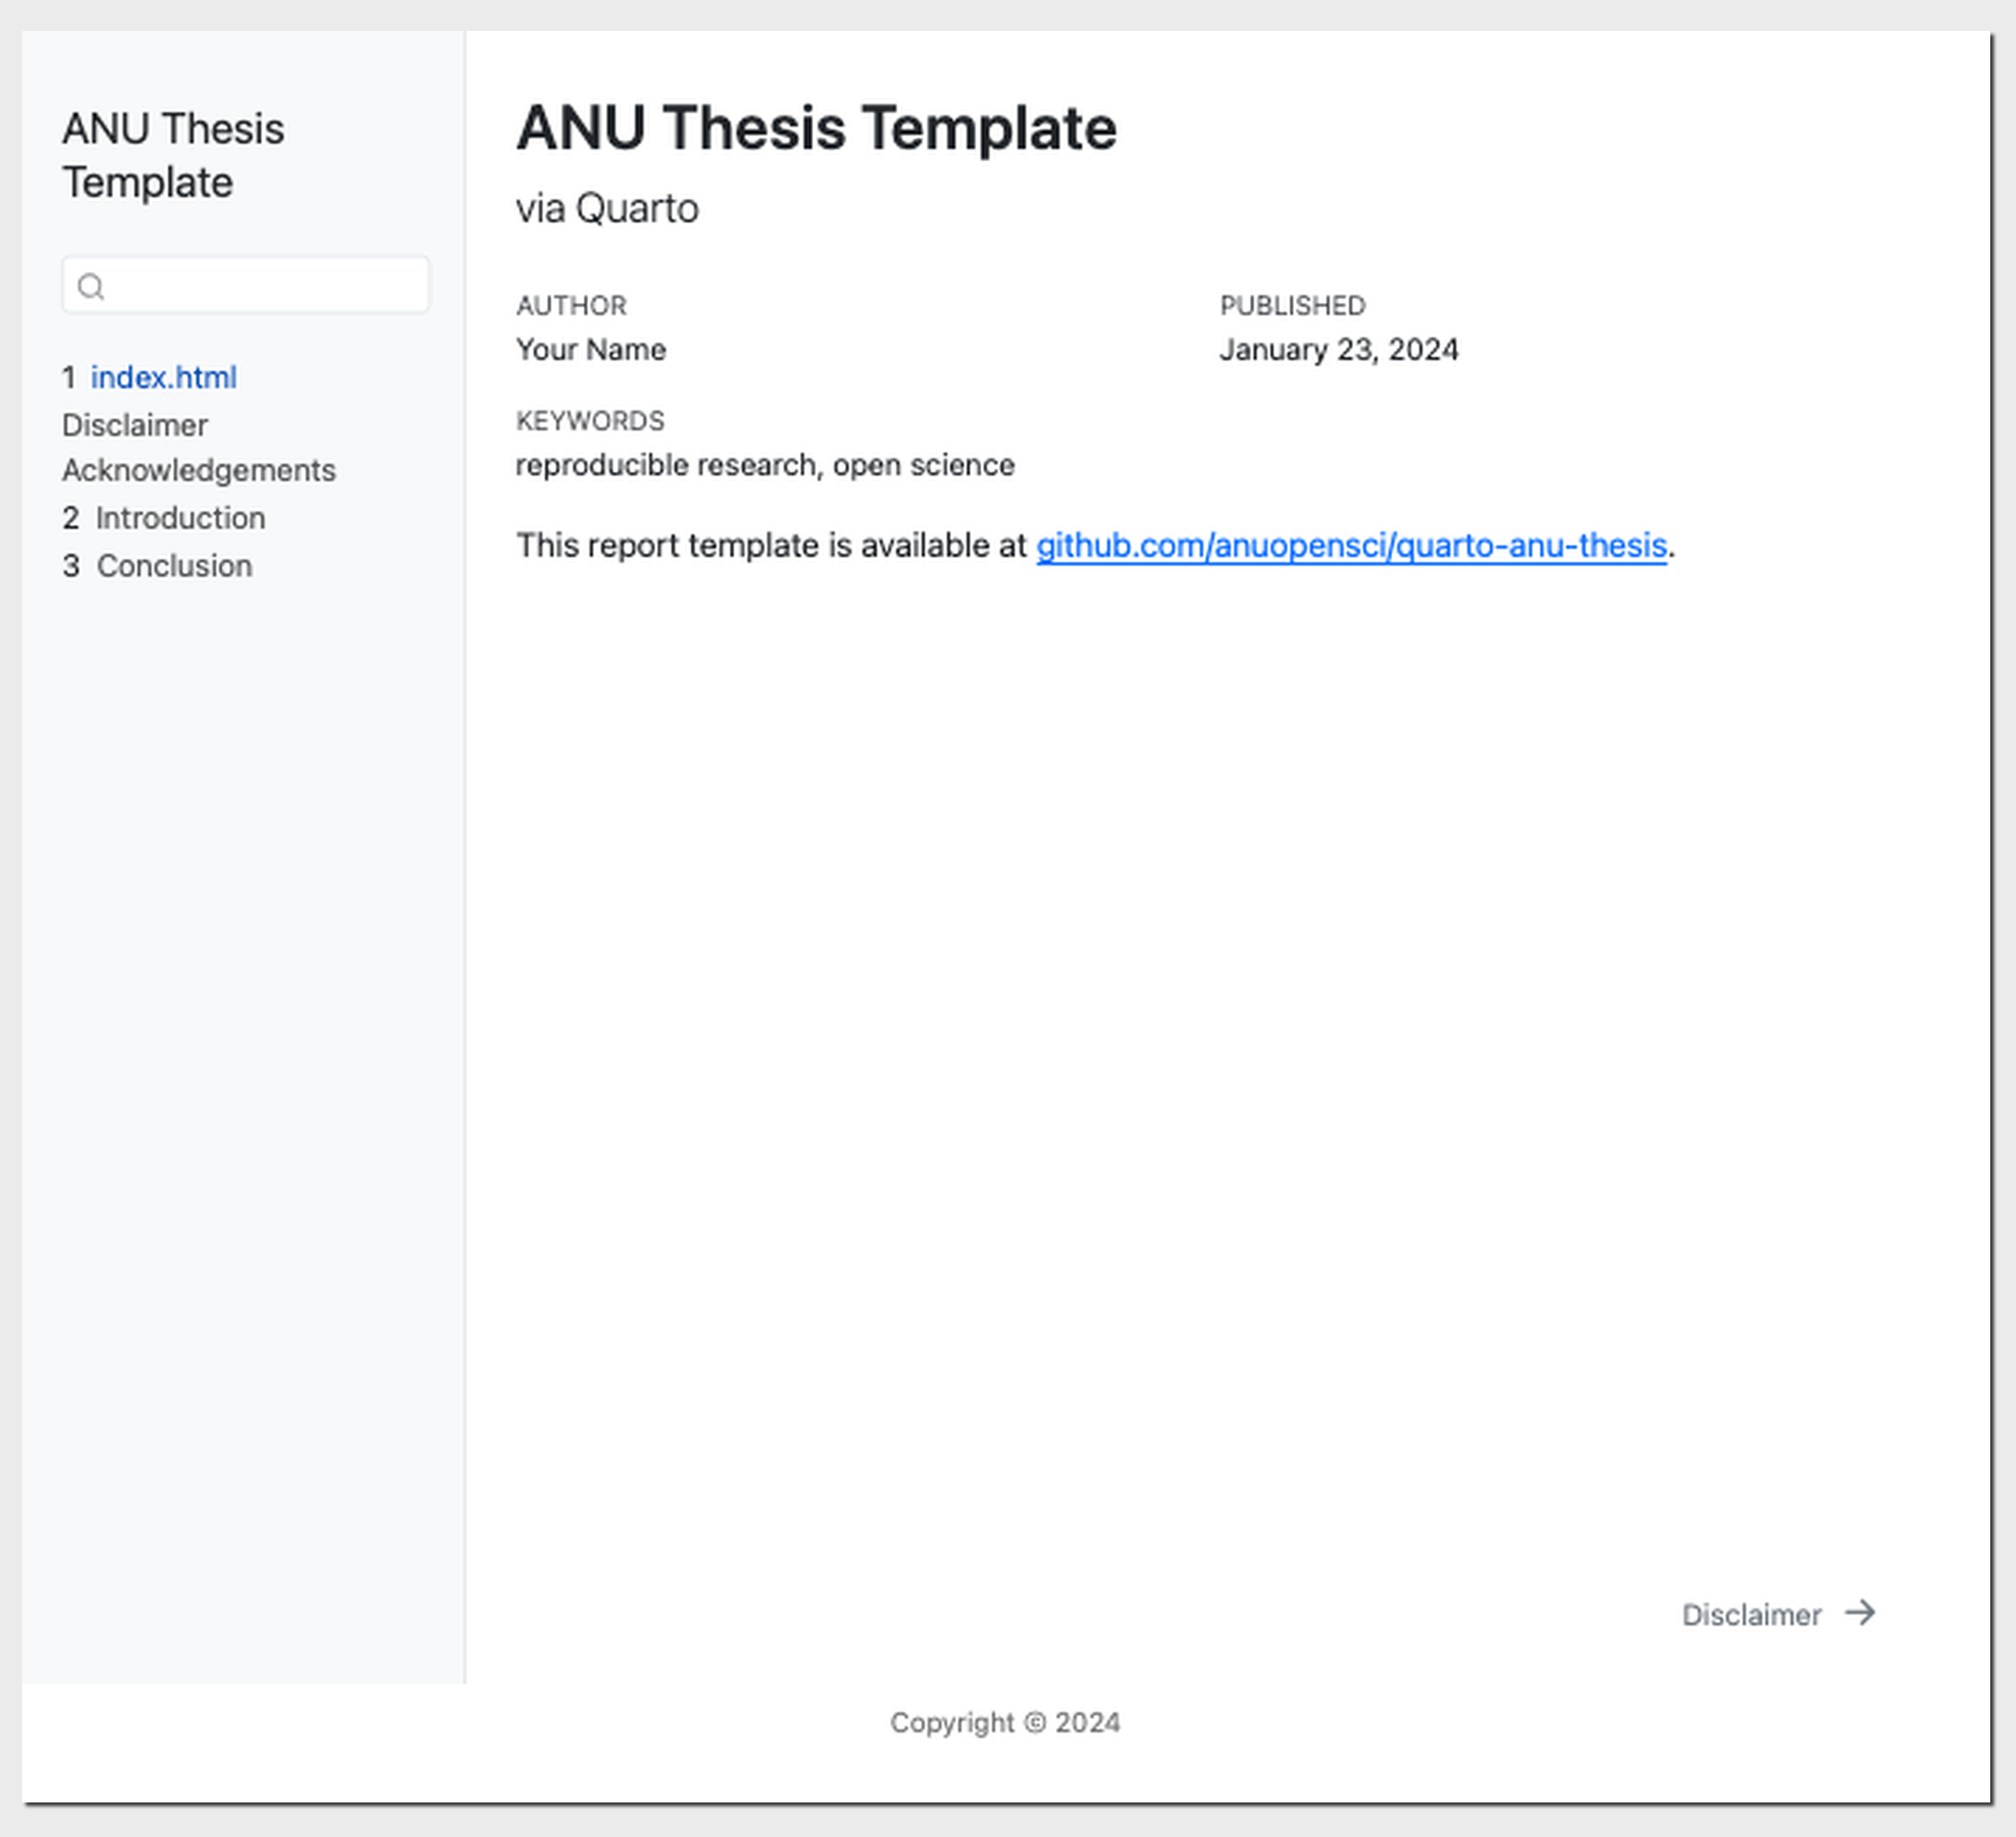 ANU Thesis
Template
1 index.html
Disclaimer
Acknowledgements
2 Introduction
3 Conclusion
ANU Thesis Template
via Quarto
AUTHOR
Your Name
PUBLISHED
January 23, 2024
KEYWORDS
reproducible research, open science
This report template is available at github.com/anuopensci/quarto-anu-thesis.
Disclaimer →
Copyright © 2024